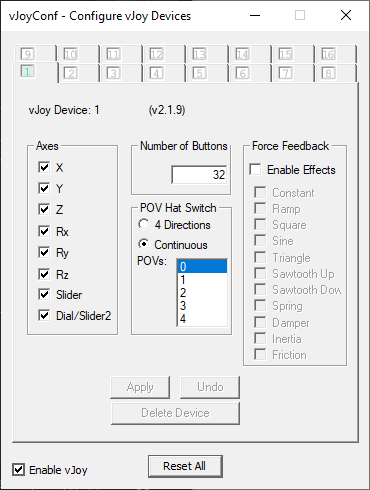 vJoyConf - Configure vJoy Devices
9 10 11 12 13 14 15 16
1 2 3 4 5 6 7 8
vJoy Device: 1 (v2.1.9)
Axes
X
Y
Z
Rx
Ry
Rz
Slider
Dial/Slider2
Number of Buttons
32
POV Hat Switch
4 Directions
Continuous
POVs:
0
1
2
3
4
Force Feedback
Enable Effects
Constant
Ramp
Square
Sine
Triangle
Sawtooth Up
Sawtooth Dow
Spring
Damper
Inertia
Friction
Apply Undo
Delete Device
Enable vJoy
Reset All